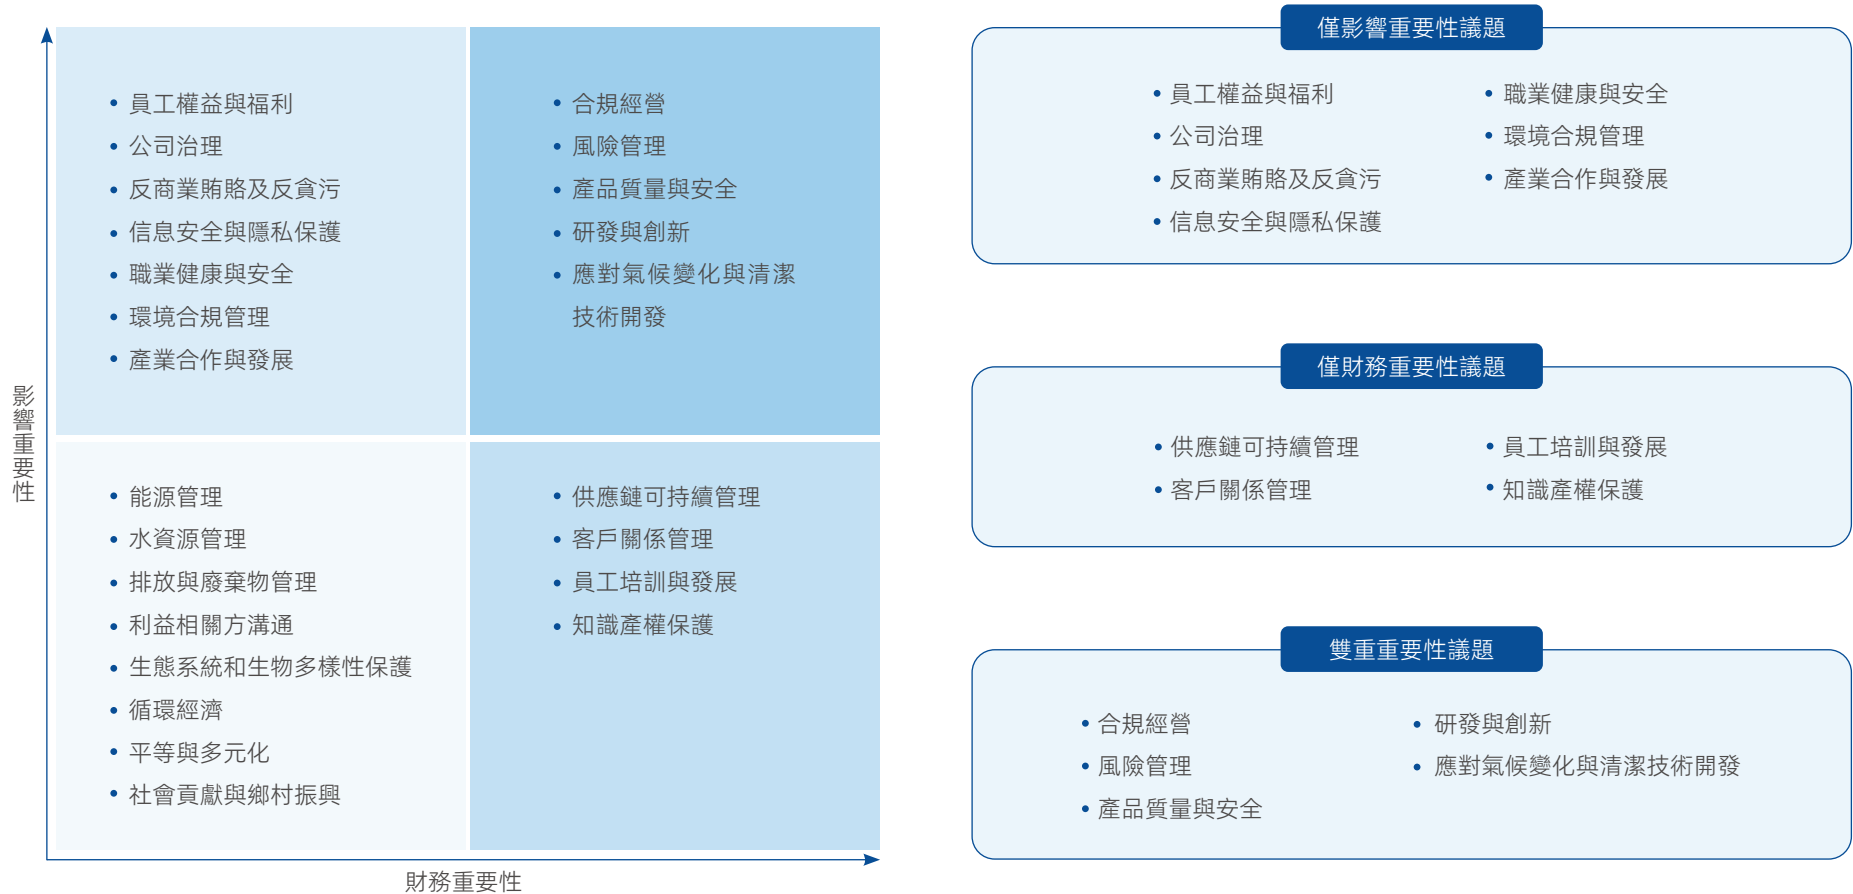 影響重要性
員工權益與福利
公司治理
反商業賄賂及反貪污
信息安全與隱私保護
職業健康與安全
環境合規管理
產業合作與發展
合規經營
風險管理
產品質量與安全
研發與創新
應對氣候變化與清潔
技術開發
能源管理
水資源管理
排放與廢棄物管理
利益相關方溝通
生態系統和生物多樣性保護
循環經濟
平等與多元化
社會貢獻與鄉村振興
供應鏈可持續管理
客戶關係管理
員工培訓與發展
知識產權保護
財務重要性
僅影響重要性議題
員工權益與福利
公司治理
反商業賄賂及反貪污
信息安全與隱私保護
職業健康與安全
環境合規管理
產業合作與發展
僅財務重要性議題
供應鏈可持續管理
客戶關係管理
員工培訓與發展
知識產權保護
雙重重要性議題
合規經營
風險管理
產品質量與安全
研發與創新
應對氣候變化與清潔技術開發